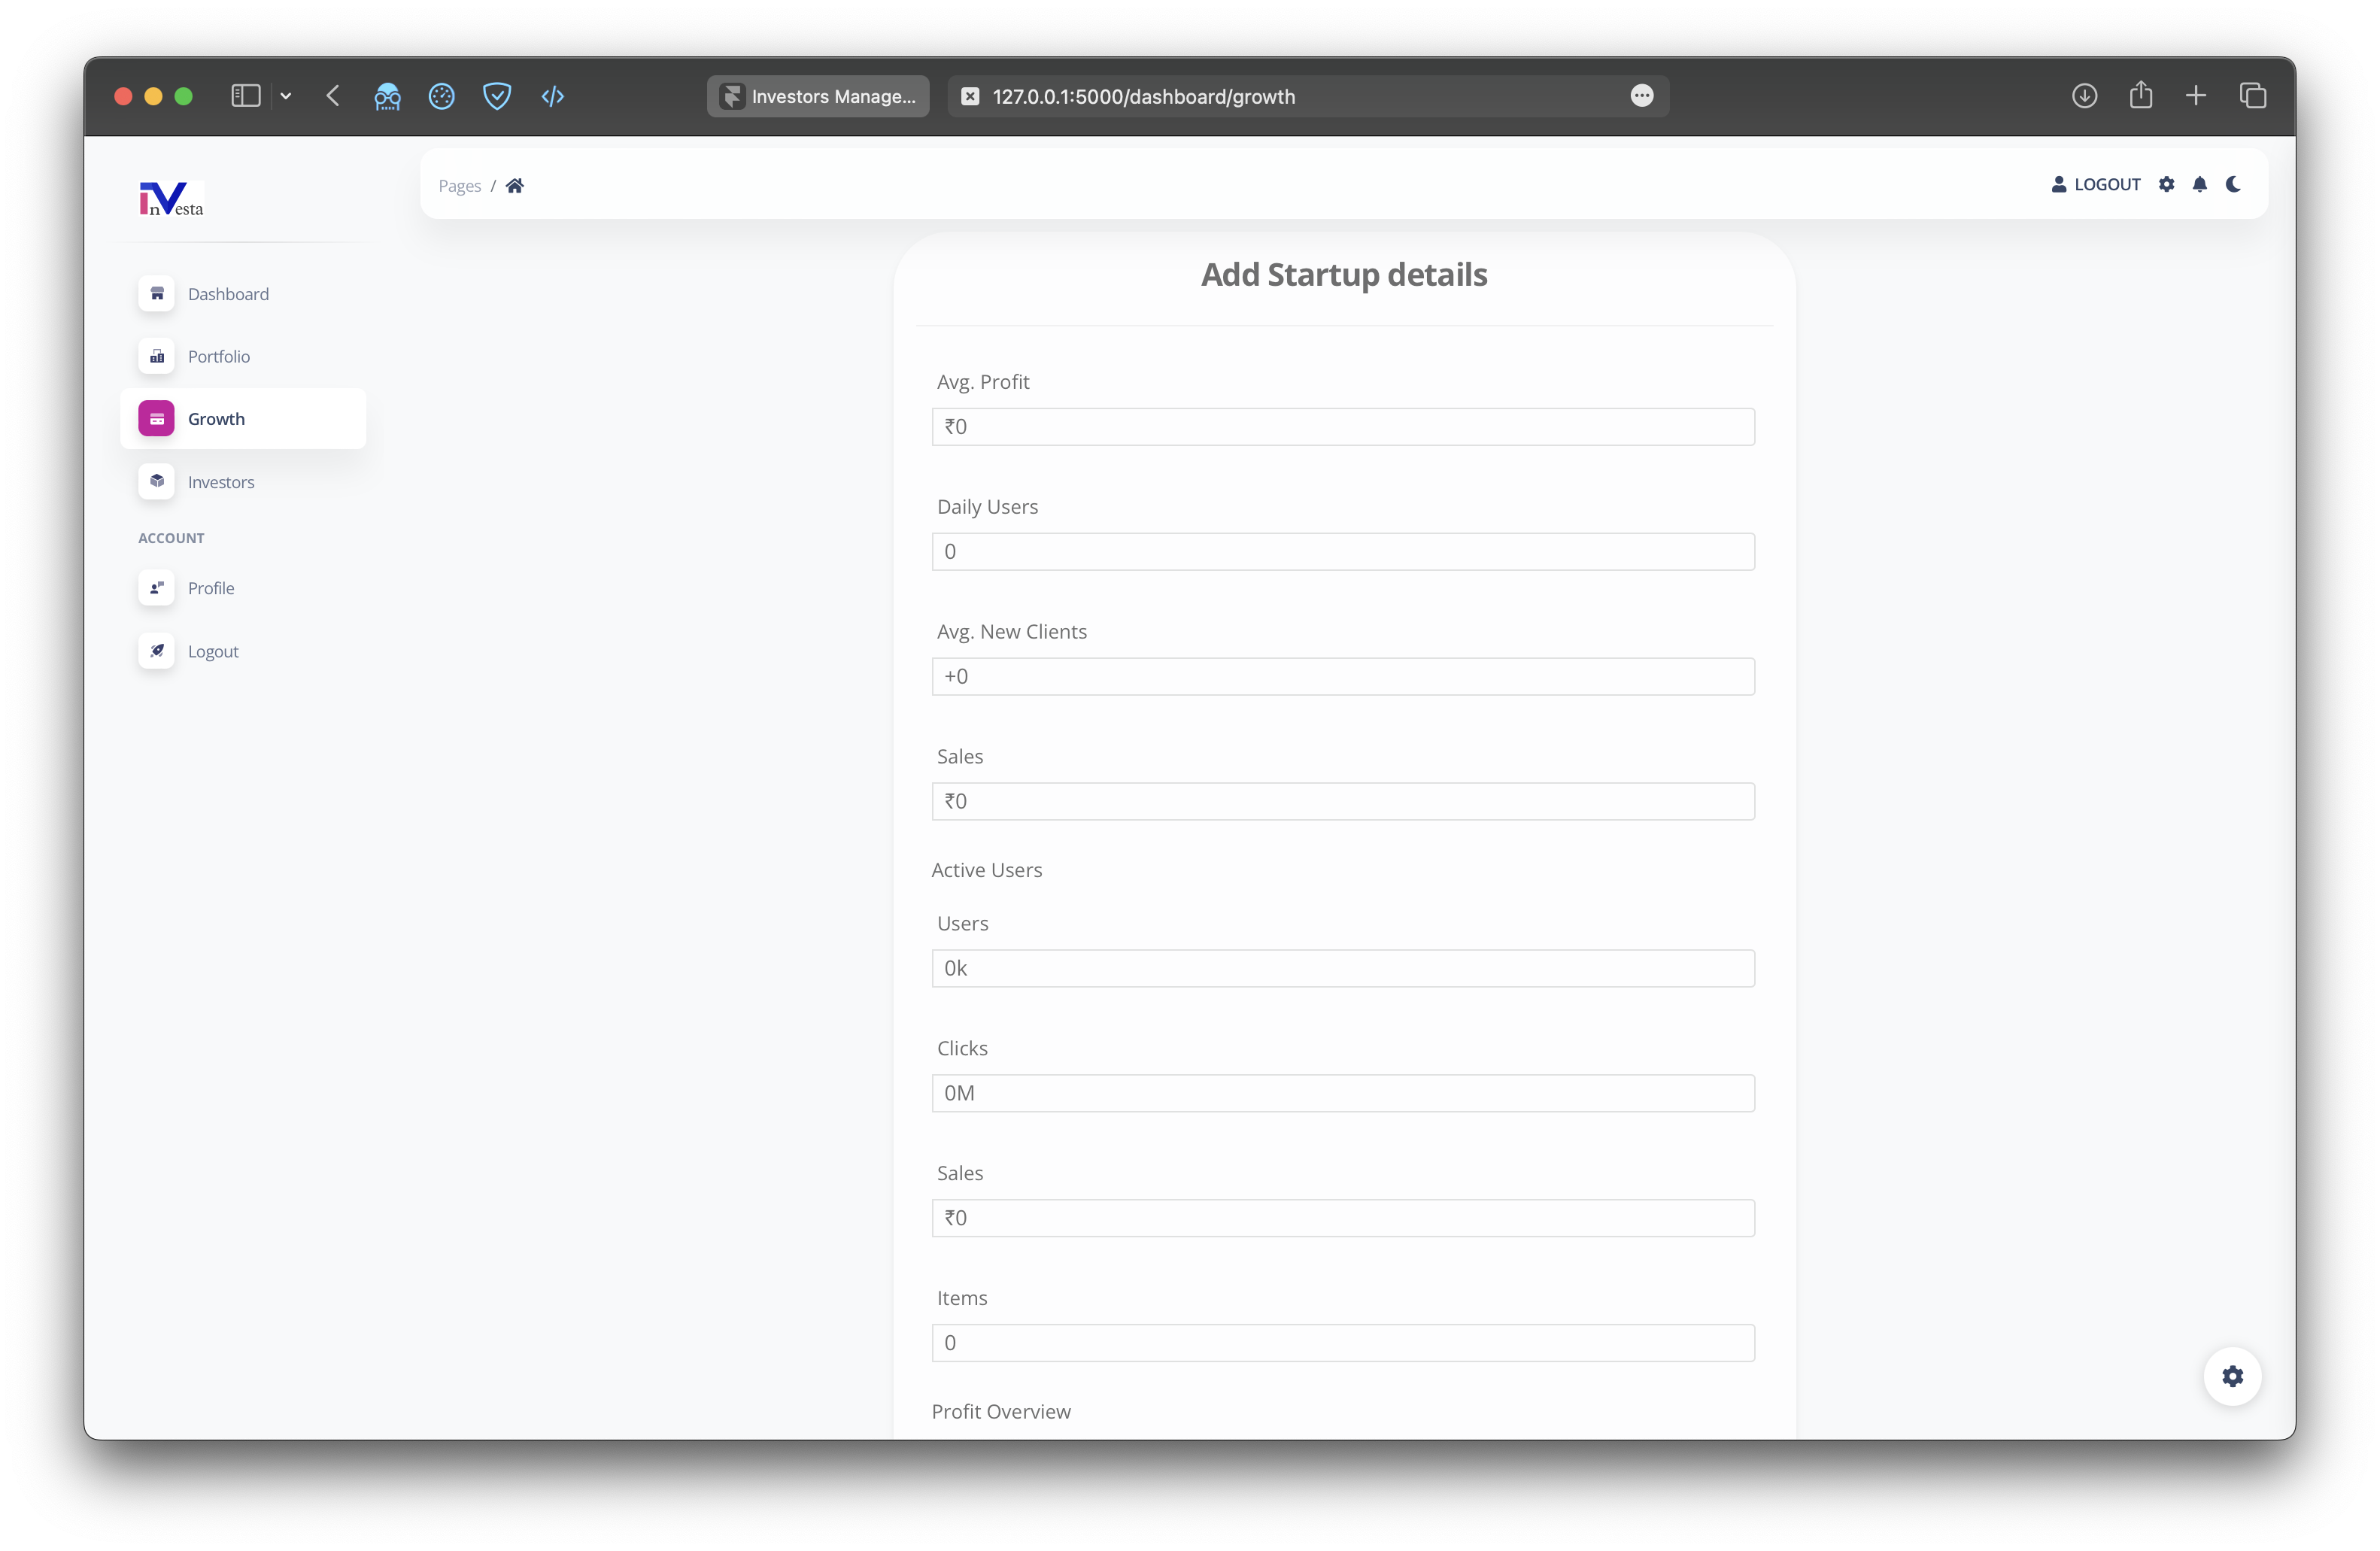 Investors Manage...
127.0.0.1:5000/dashboard/growth
inVesta
Pages /
LOGOUT
Dashboard
Portfolio
Growth
Investors
ACCOUNT
Profile
Logout
Add Startup details
Avg. Profit
₹0
Daily Users
0
Avg. New Clients
+0
Sales
₹0
Active Users
Users
0k
Clicks
0M
Sales
₹0
Items
0
Profit Overview